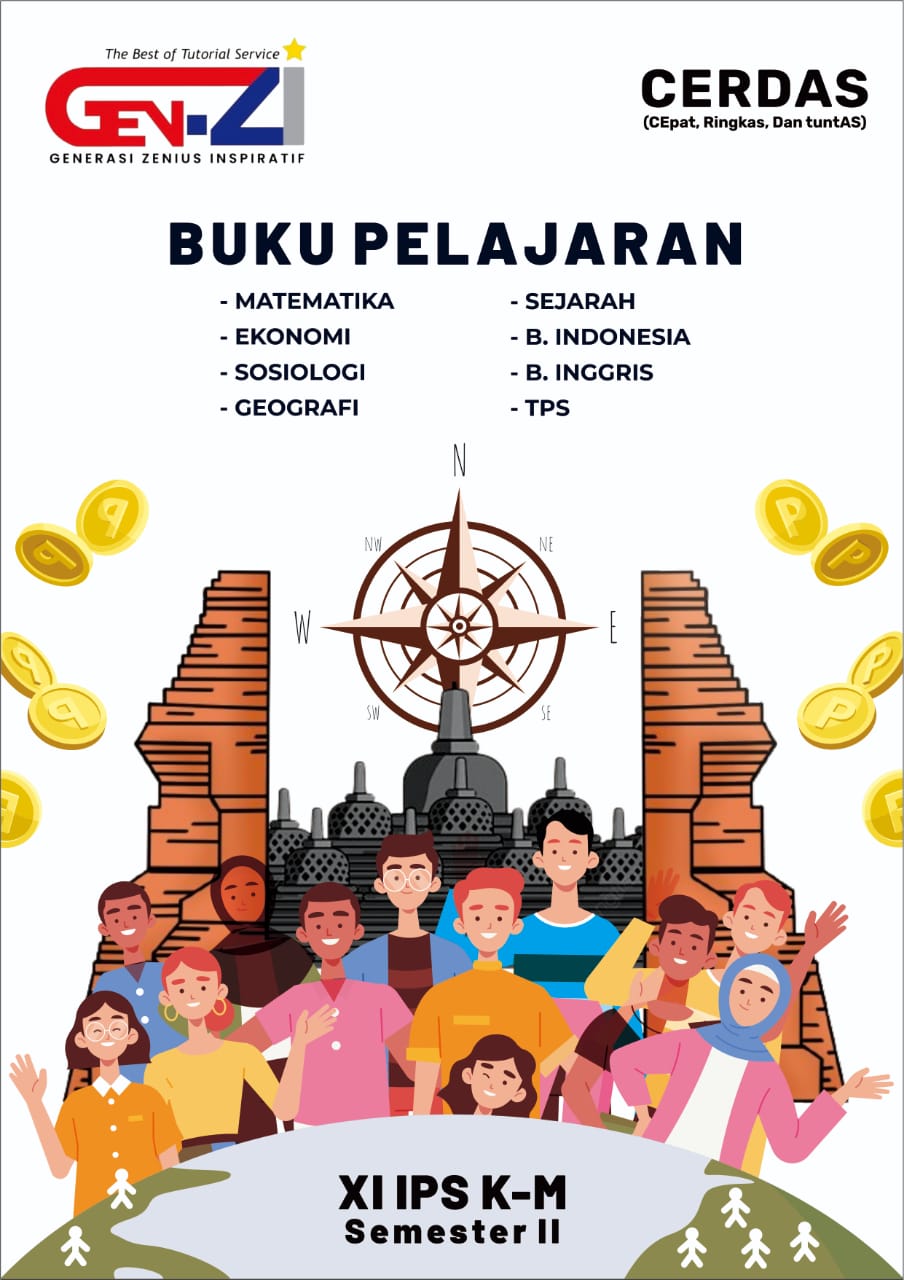 The Best of Tutorial Service
GEN-ZI
GENERASI ZENIUS INSPIRATIF
CERDAS
(CEpat, Ringkas, Dan tuntAS)
BUKU PELAJARAN
- MATEMATIKA
- EKONOMI
- SOSIOLOGI
- GEOGRAFI
- SEJARAH
- B. INDONESIA
- B. INGGRIS
- TPS
N
NW
NE
W
E
SW
SE
P
P
P
P
P
P
P
P
XI IPS K-M
Semester II